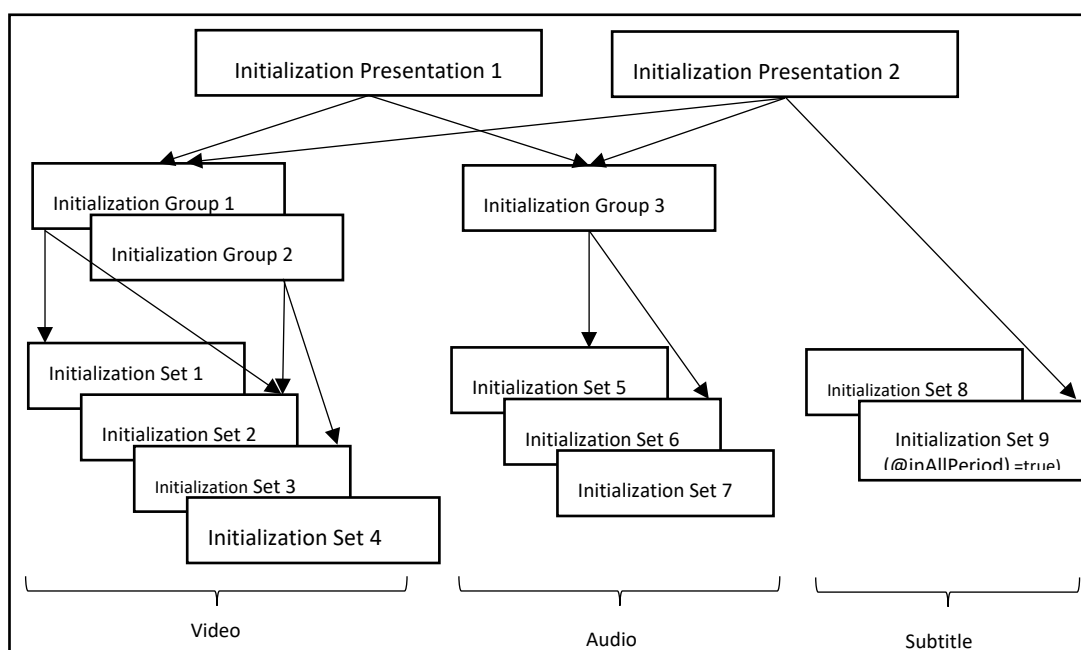 Initialization Presentation 1
Initialization Presentation 2
Initialization Group 1
Initialization Group 2
Initialization Group 3
Initialization Set 1
Initialization Set 2
Initialization Set 3
Initialization Set 4
Initialization Set 5
Initialization Set 6
Initialization Set 7
Initialization Set 8
Initialization Set 9
(@inAllPeriod) =true)
Video
Audio
Subtitle